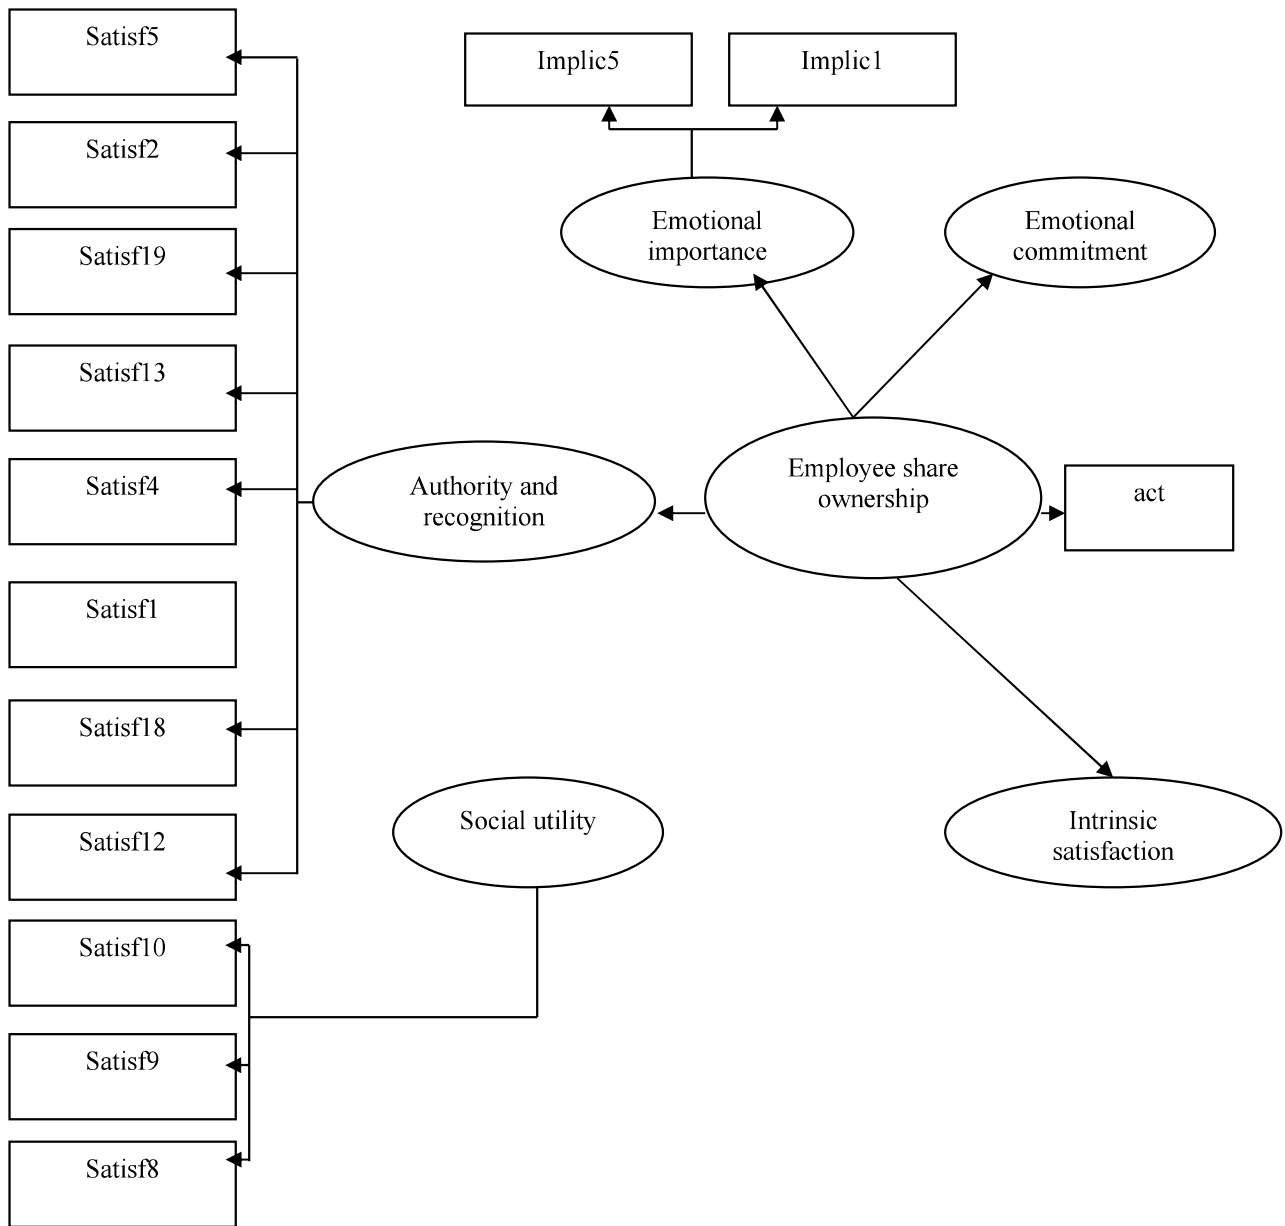 Satisf5
Implic5
Implic1
Satisf2
Emotional
importance
Emotional
commitment
Satisf19
Satisf13
Satisf4
Authority and
recognition
Employee share
ownership
act
Satisf1
Satisf18
Satisf12
Social utility
Intrinsic
satisfaction
Satisf10
Satisf9
Satisf8